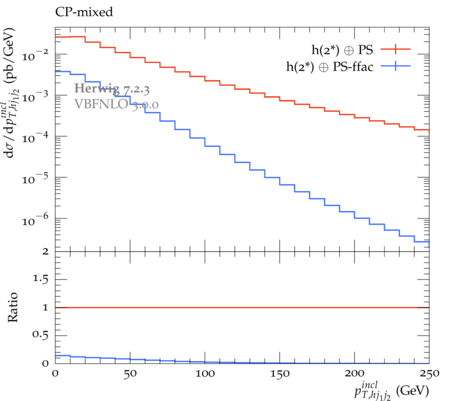 CP-mixed
dσ/dp_{T,hj₁j₂}^{incl} (pb/GeV)
10⁻²
10⁻³
10⁻⁴
10⁻⁵
10⁻⁶
h(2*) ⊕ PS
h(2*) ⊕ PS-ffac
Herwig 7.2.3
VBFNLO 3.0.0
Ratio
2
1.5
1
0.5
0
0 50 100 150 200 250
p_{T,hj₁j₂}^{incl} (GeV)